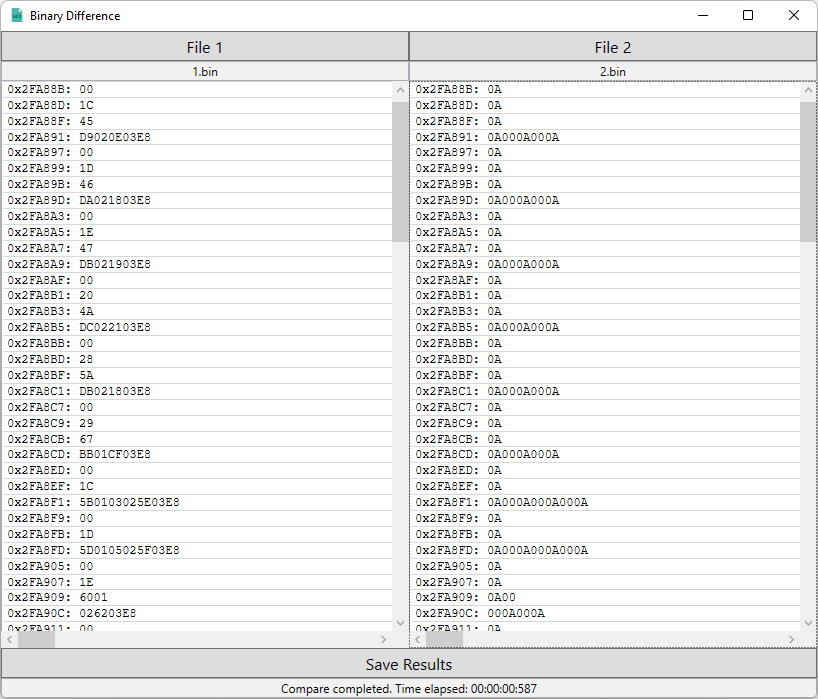 Binary Difference
File 1
File 2
1.bin
2.bin
0x2FA88B: 00
0x2FA88D: 1C
0x2FA88F: 45
0x2FA891: D9020E03E8
0x2FA897: 00
0x2FA899: 1D
0x2FA89B: 46
0x2FA89D: DA021803E8
0x2FA8A3: 00
0x2FA8A5: 1E
0x2FA8A7: 47
0x2FA8A9: DB021903E8
0x2FA8AF: 00
0x2FA8B1: 20
0x2FA8B3: 4A
0x2FA8B5: DC022103E8
0x2FA8BB: 00
0x2FA8BD: 28
0x2FA8BF: 5A
0x2FA8C1: DB021803E8
0x2FA8C7: 00
0x2FA8C9: 29
0x2FA8CB: 67
0x2FA8CD: BB01CF03E8
0x2FA8ED: 00
0x2FA8EF: 1C
0x2FA8F1: 5B0103025E03E8
0x2FA8F9: 00
0x2FA8FB: 1D
0x2FA8FD: 5D0105025F03E8
0x2FA905: 00
0x2FA907: 1E
0x2FA909: 6001
0x2FA90C: 026203E8
0x2FA911: 00
0x2FA88B: 0A
0x2FA88D: 0A
0x2FA88F: 0A
0x2FA891: 0A000A000A
0x2FA897: 0A
0x2FA899: 0A
0x2FA89B: 0A
0x2FA89D: 0A000A000A
0x2FA8A3: 0A
0x2FA8A5: 0A
0x2FA8A7: 0A
0x2FA8A9: 0A000A000A
0x2FA8AF: 0A
0x2FA8B1: 0A
0x2FA8B3: 0A
0x2FA8B5: 0A000A000A
0x2FA8BB: 0A
0x2FA8BD: 0A
0x2FA8BF: 0A
0x2FA8C1: 0A000A000A
0x2FA8C7: 0A
0x2FA8C9: 0A
0x2FA8CB: 0A
0x2FA8CD: 0A000A000A
0x2FA8ED: 0A
0x2FA8EF: 0A
0x2FA8F1: 0A000A000A000A
0x2FA8F9: 0A
0x2FA8FB: 0A
0x2FA8FD: 0A000A000A000A
0x2FA905: 0A
0x2FA907: 0A
0x2FA909: 0A00
0x2FA90C: 000A000A
0x2FA911: 0A
Save Results
Compare completed. Time elapsed: 00:00:00:587